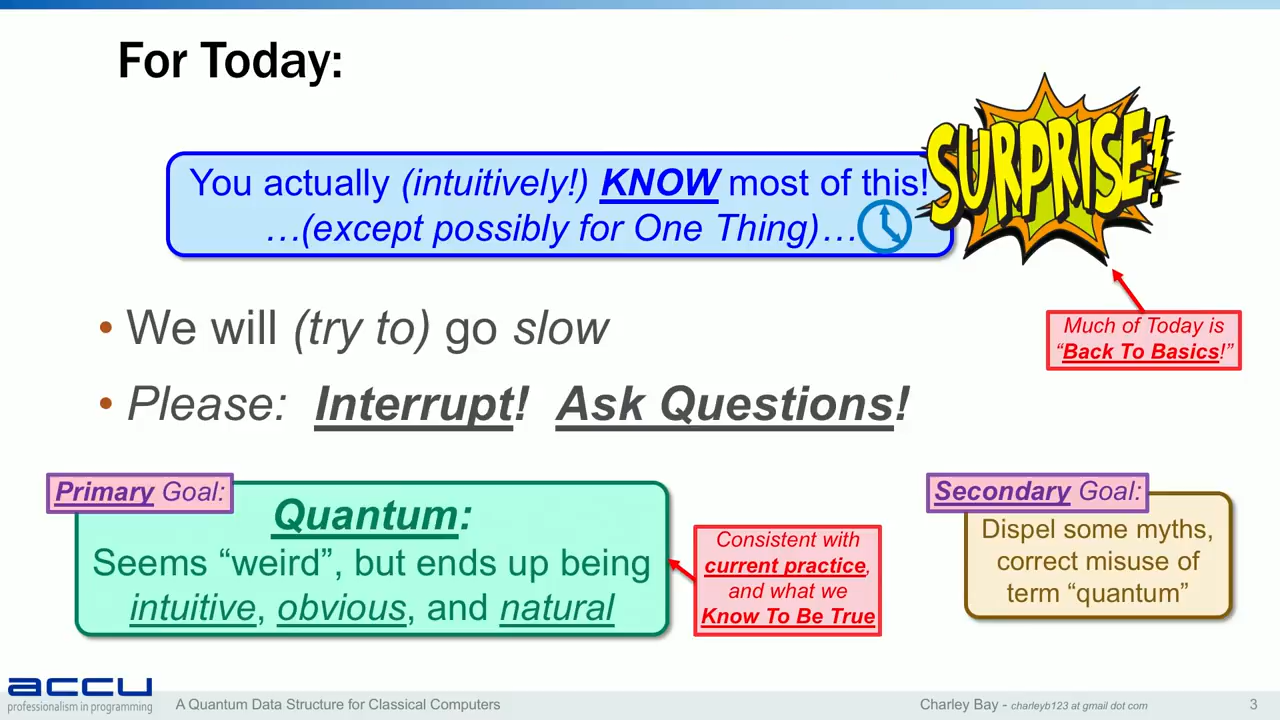 For Today:
SURPRISE!
You actually (intuitively!) KNOW most of this!
…(except possibly for One Thing)…
Much of Today is
“Back To Basics!”
• We will (try to) go slow
• Please: Interrupt! Ask Questions!
Primary Goal:
Quantum:
Seems “weird”, but ends up being
intuitive, obvious, and natural
Consistent with
current practice,
and what we
Know To Be True
Secondary Goal:
Dispel some myths,
correct misuse of
term “quantum”
accu
professionalism in programming
A Quantum Data Structure for Classical Computers
Charley Bay - charleyb123 at gmail dot com
3